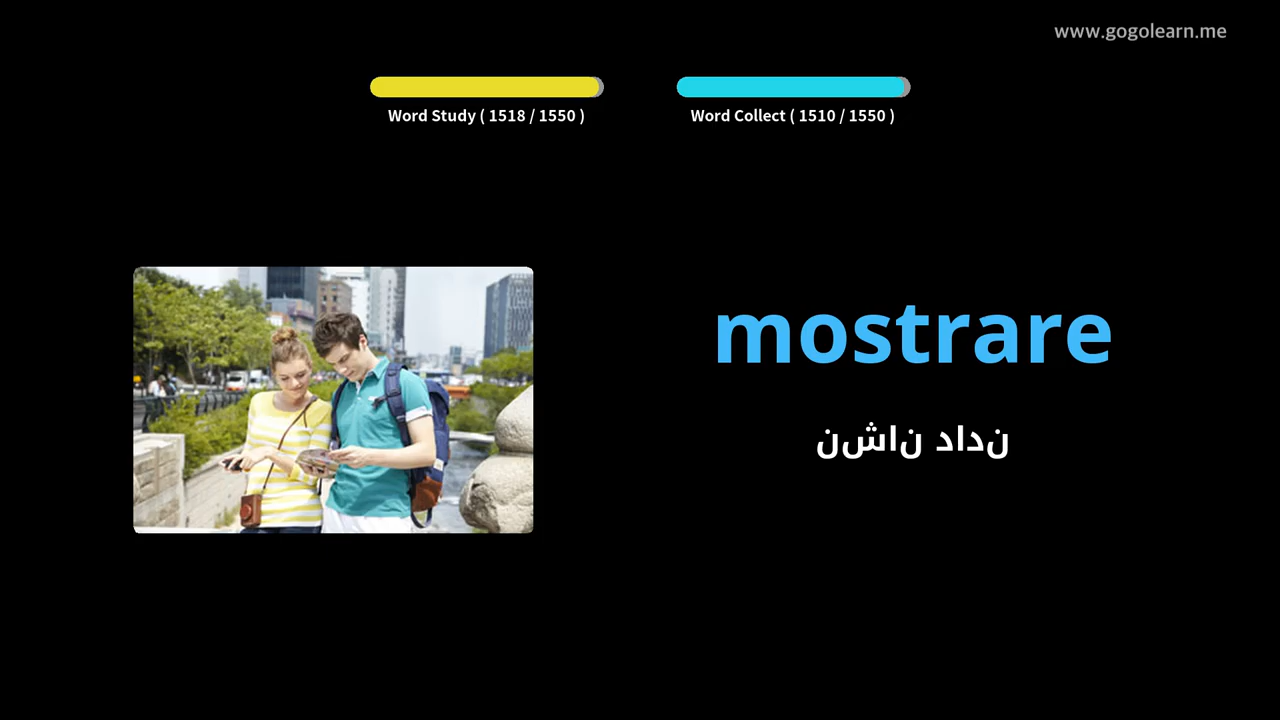 www.gogolearn.me
Word Study ( 1518 / 1550 )
Word Collect ( 1510 / 1550 )
mostrare
نداد ناشن